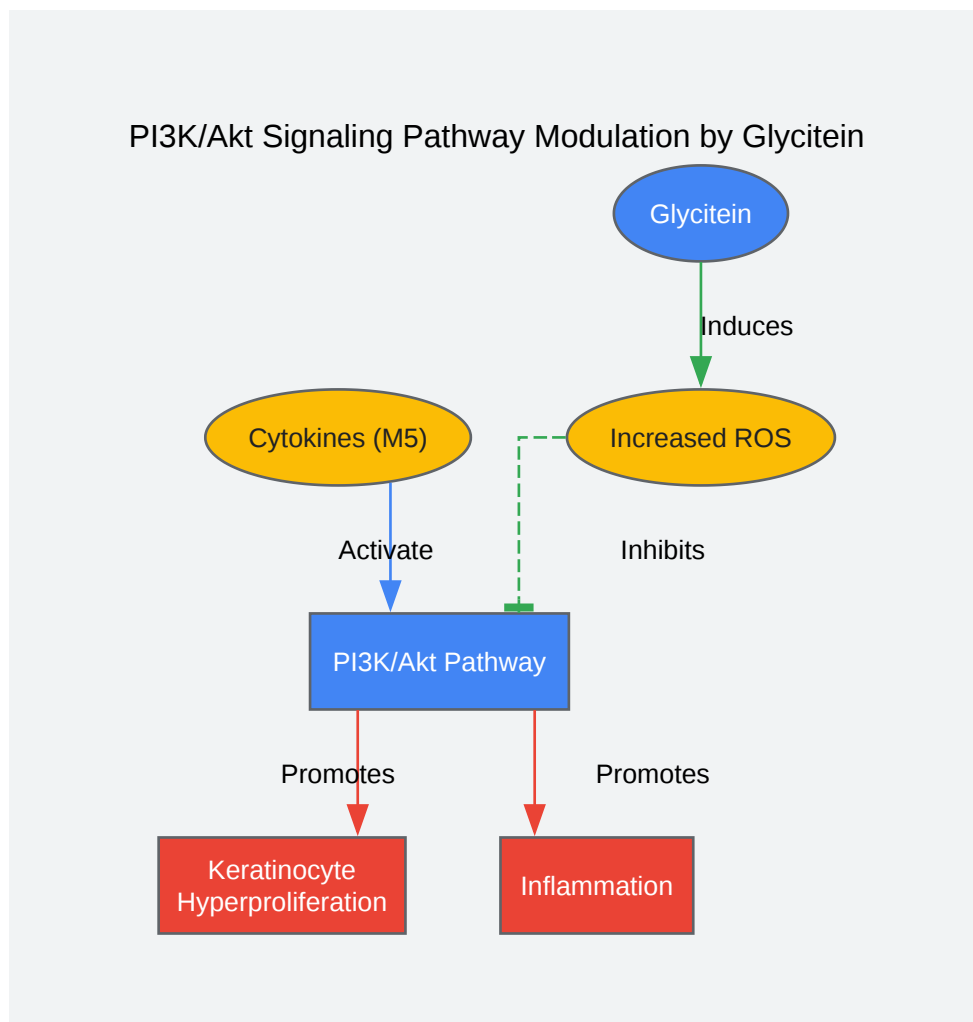 PI3K/Akt Signaling Pathway Modulation by Glycitein
Glycitein
Induces
Cytokines (M5)
Increased ROS
Activate
Inhibits
PI3K/Akt Pathway
Promotes
Promotes
Keratinocyte
Hyperproliferation
Inflammation